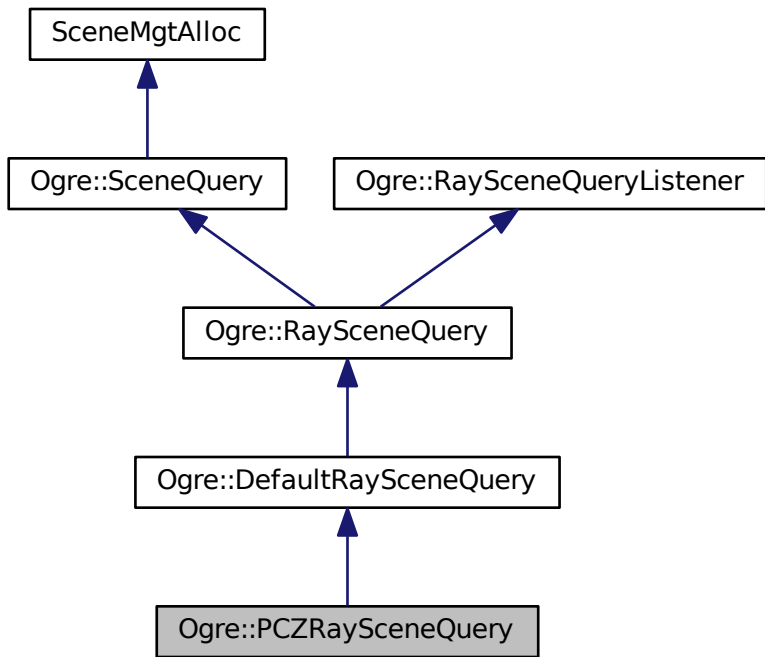 SceneMgtAlloc
Ogre::SceneQuery
Ogre::RaySceneQueryListener
Ogre::RaySceneQuery
Ogre::DefaultRaySceneQuery
Ogre::PCZRaySceneQuery